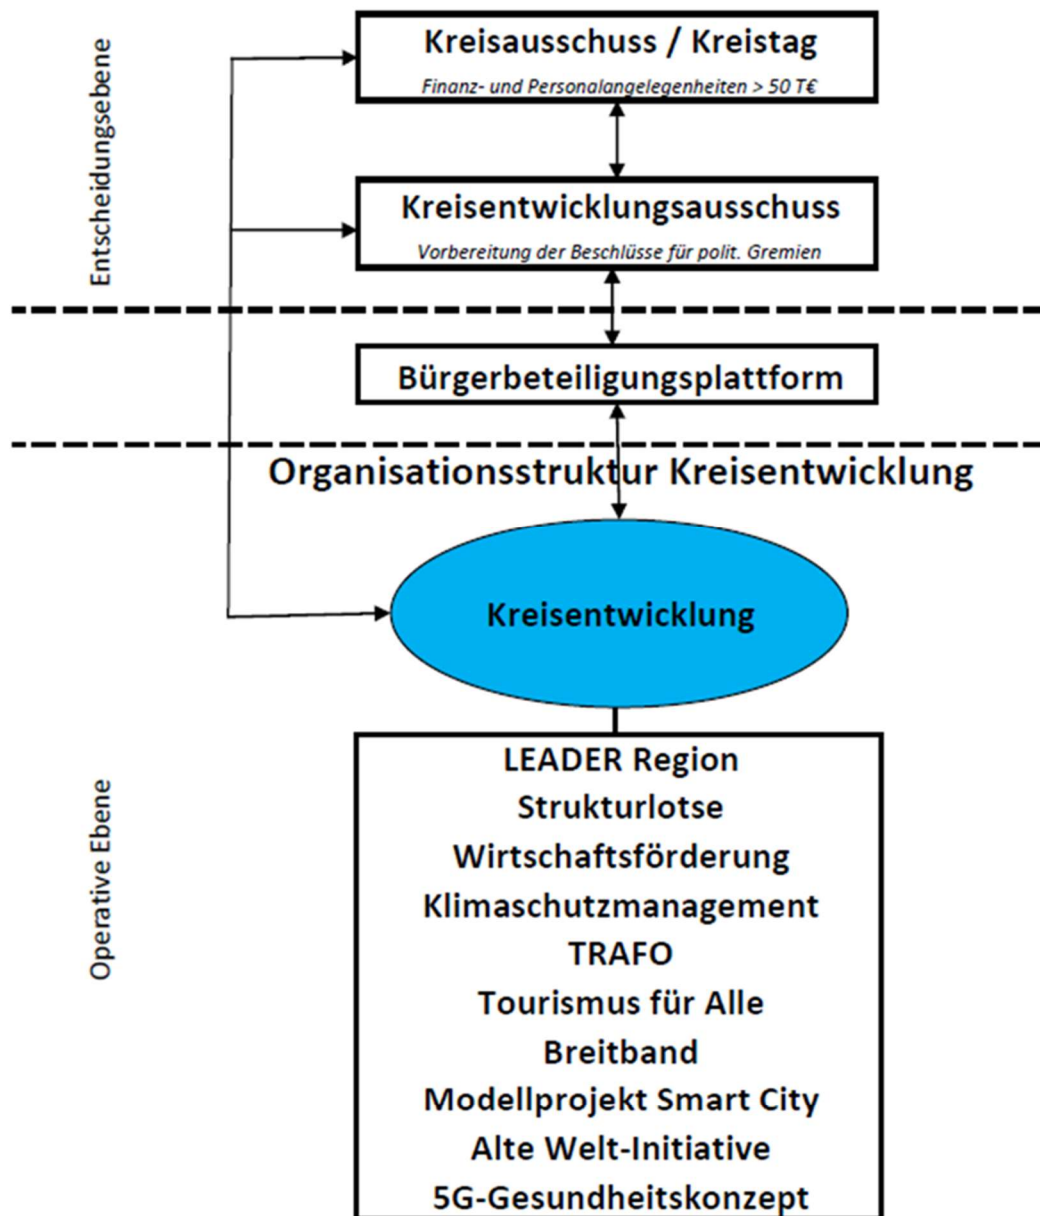 Entscheidungsebene
Kreisausschuss / Kreistag
Finanz- und Personalangelegenheiten > 50 T€
Kreisentwicklungsausschuss
Vorbereitung der Beschlüsse für polit. Gremien
Bürgerbeteiligungsplattform
Organisationsstruktur Kreisentwicklung
Kreisentwicklung
Operative Ebene
LEADER Region
Strukturlotse
Wirtschaftsförderung
Klimaschutzmanagement
TRAFO
Tourismus für Alle
Breitband
Modellprojekt Smart City
Alte Welt-Initiative
5G-Gesundheitskonzept